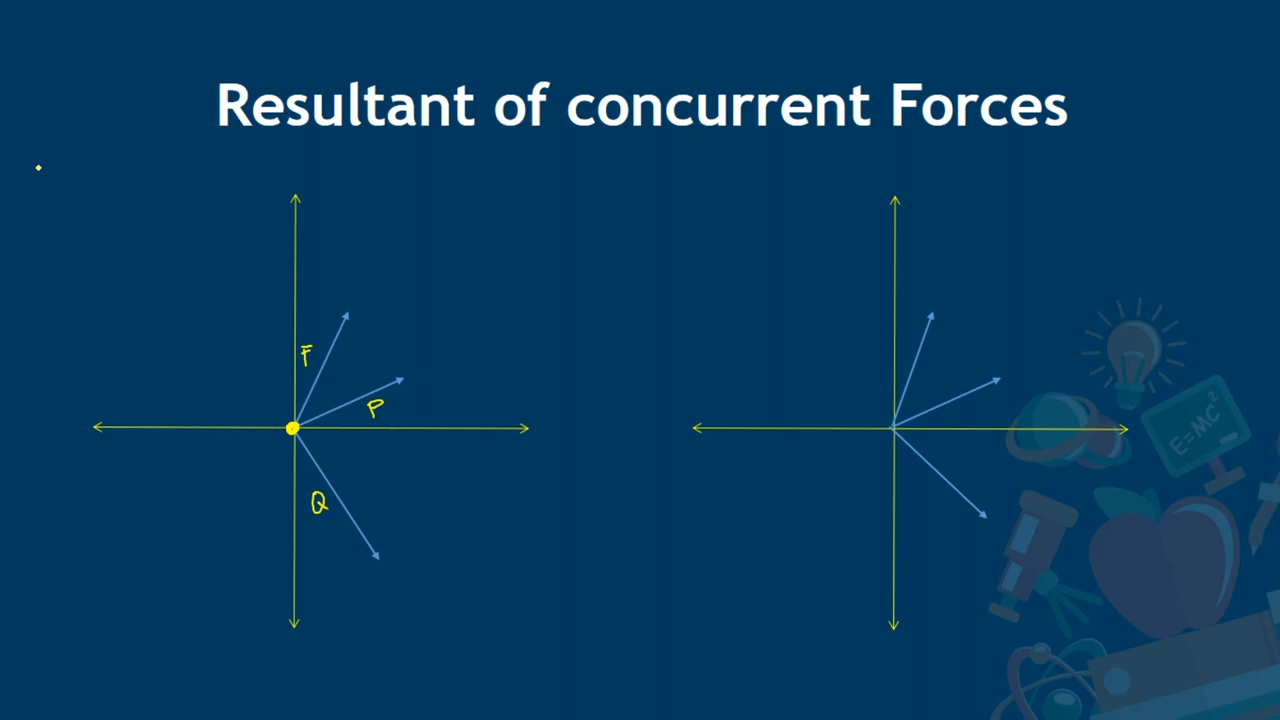 Resultant of concurrent Forces
F
P
Q
E=MC²